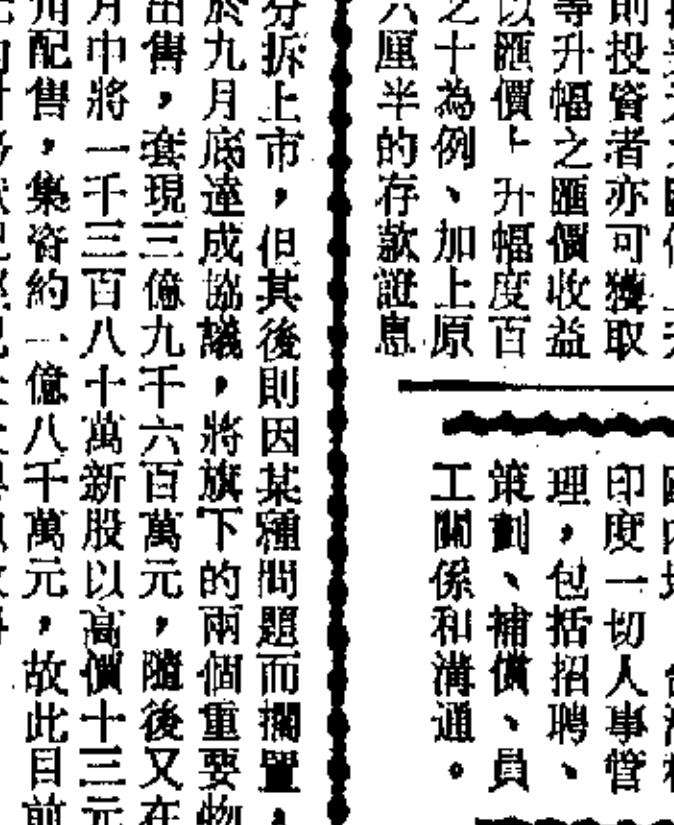 則投資者亦可獲取
等升幅之匯價收益
以匯價上升幅度百
之十為例、加上原
六厘半的存款證息
印度一切人事管
理，包括招聘、
策劃、補償、員
工關係和溝通。
分拆上市，但其後則因某種問題而擱置，
於九月底達成協議，將旗下的兩個重要物
出售，套現三億九千六百萬元，隨後又在
月中將一千三百八十萬新股以高價十三元
角配售，集資約一億八千萬元，故此目前